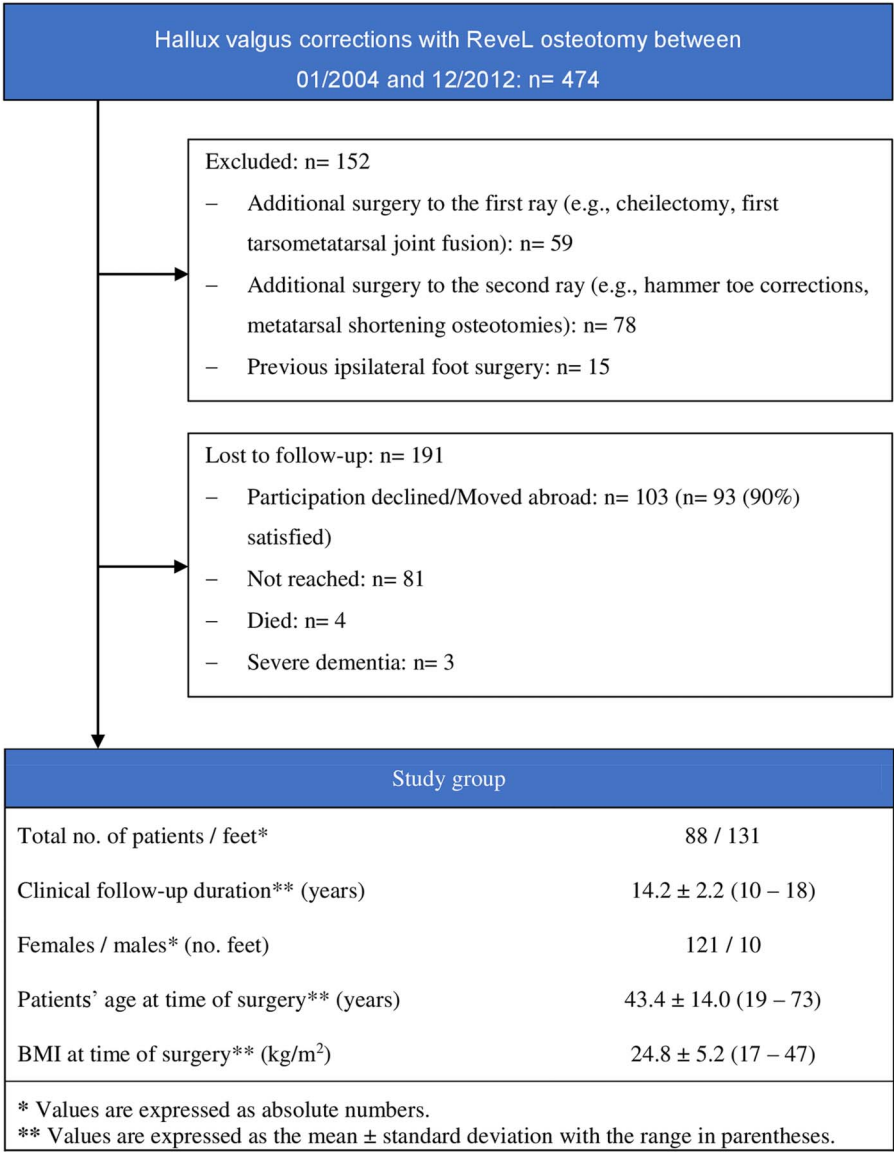 Hallux valgus corrections with ReveL osteotomy between
01/2004 and 12/2012: n= 474
Excluded: n= 152
– Additional surgery to the first ray (e.g., cheilectomy, first
tarsometatarsal joint fusion): n= 59
– Additional surgery to the second ray (e.g., hammer toe corrections,
metatarsal shortening osteotomies): n= 78
– Previous ipsilateral foot surgery: n= 15
Lost to follow-up: n= 191
– Participation declined/Moved abroad: n= 103 (n= 93 (90%)
satisfied)
– Not reached: n= 81
– Died: n= 4
– Severe dementia: n= 3
Study group
Total no. of patients / feet* 88 / 131
Clinical follow-up duration** (years) 14.2 ± 2.2 (10 – 18)
Females / males* (no. feet) 121 / 10
Patients’ age at time of surgery** (years) 43.4 ± 14.0 (19 – 73)
BMI at time of surgery** (kg/m²) 24.8 ± 5.2 (17 – 47)
* Values are expressed as absolute numbers.
** Values are expressed as the mean ± standard deviation with the range in parentheses.